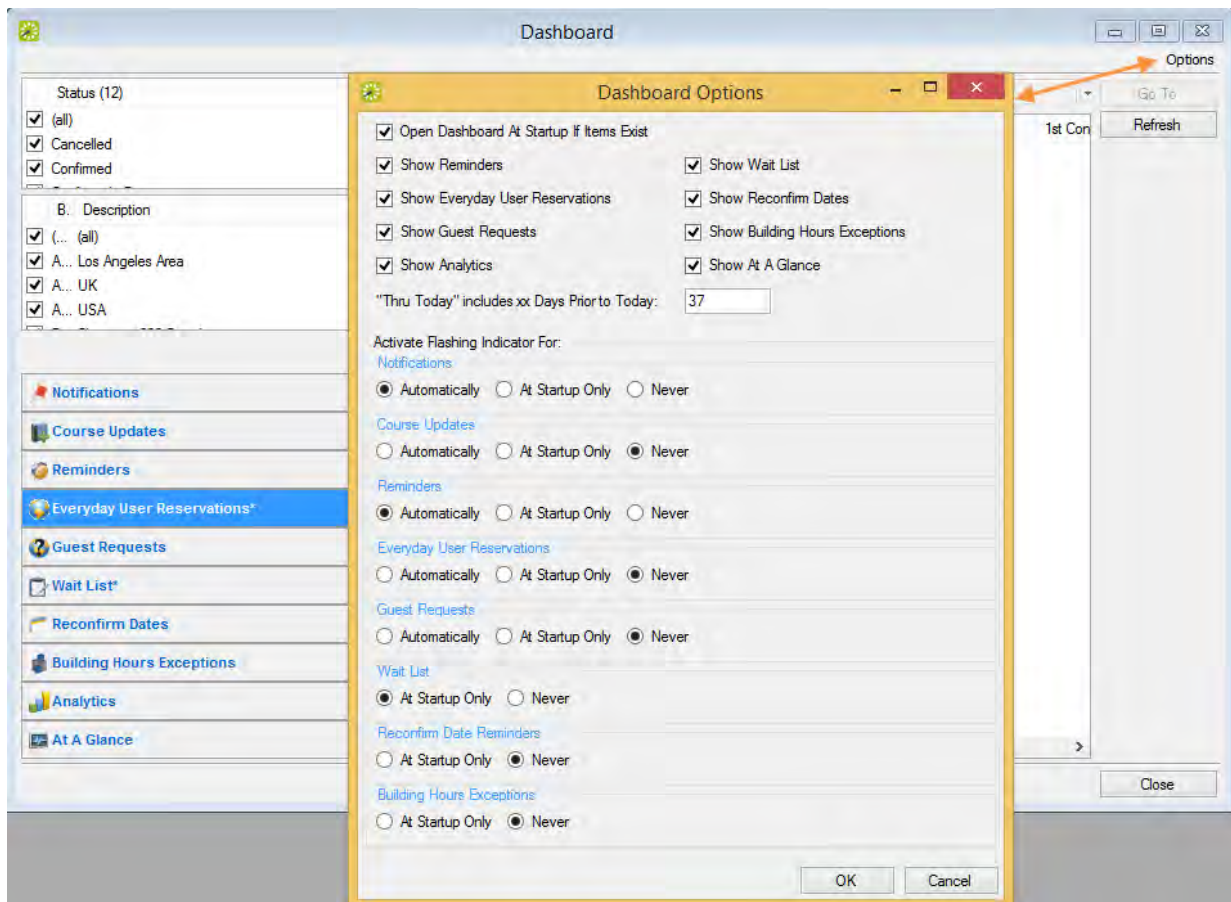 Dashboard
Options
Status (12)
(all)
Cancelled
Confirmed
B. Description
(... (all)
A... Los Angeles Area
A... UK
A... USA
Notifications
Course Updates
Reminders
Everyday User Reservations*
Guest Requests
Wait List*
Reconfirm Dates
Building Hours Exceptions
Analytics
At A Glance
Dashboard Options
Open Dashboard At Startup If Items Exist
Show Reminders Show Wait List
Show Everyday User Reservations Show Reconfirm Dates
Show Guest Requests Show Building Hours Exceptions
Show Analytics Show At A Glance
"Thru Today" includes xx Days Prior to Today: 37
Activate Flashing Indicator For:
Notifications
Automatically At Startup Only Never
Course Updates
Automatically At Startup Only Never
Reminders
Automatically At Startup Only Never
Everyday User Reservations
Automatically At Startup Only Never
Guest Requests
Automatically At Startup Only Never
Wait List
At Startup Only Never
Reconfirm Date Reminders
At Startup Only Never
Building Hours Exceptions
At Startup Only Never
OK Cancel
Go To
1st Con
Refresh
Close